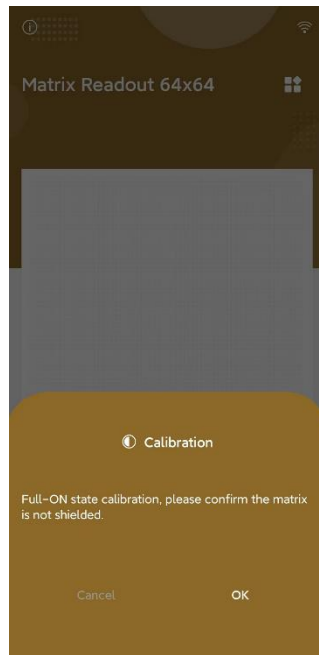 Matrix Readout 64x64
Calibration
Full-ON state calibration, please confirm the matrix
is not shielded.
Cancel
OK